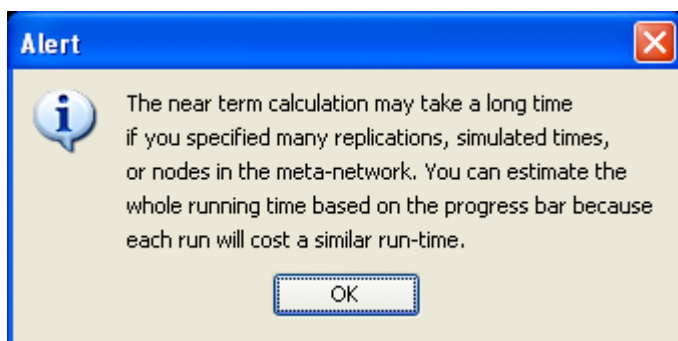 Alert
The near term calculation may take a long time
if you specified many replications, simulated times,
or nodes in the meta-network. You can estimate the
whole running time based on the progress bar because
each run will cost a similar run-time.
OK